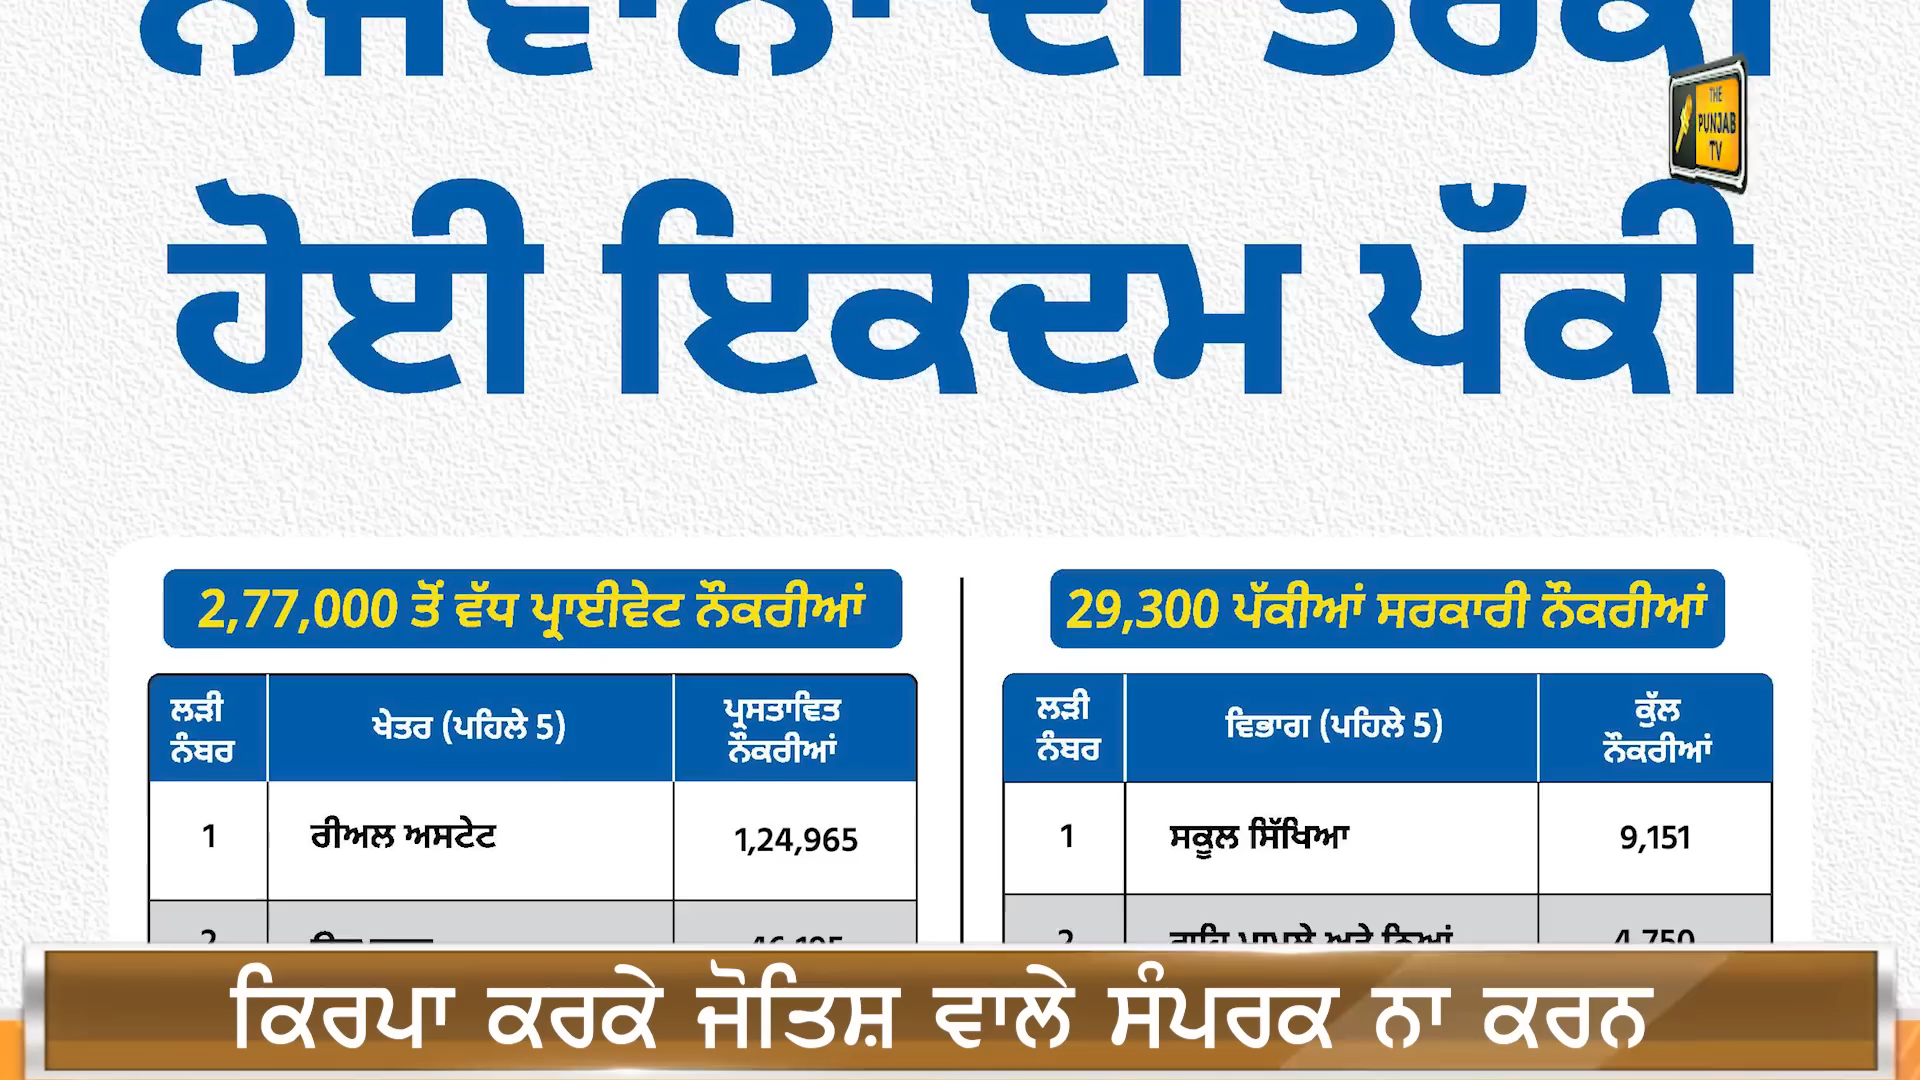 ਹੋਈ ਇਕਦਮ ਪੱਕੀ
THE
PUNJAB
TV
2,77,000 ਤੋਂ ਵੱਧ ਪ੍ਰਾਈਵੇਟ ਨੌਕਰੀਆਂ
ਲੜੀ ਨੰਬਰ ਖੇਤਰ (ਪਹਿਲੇ 5) ਪ੍ਰਸਤਾਵਿਤ ਨੌਕਰੀਆਂ
1 ਰੀਅਲ ਅਸਟੇਟ 1,24,965
29,300 ਪੱਕੀਆਂ ਸਰਕਾਰੀ ਨੌਕਰੀਆਂ
ਲੜੀ ਨੰਬਰ ਵਿਭਾਗ (ਪਹਿਲੇ 5) ਕੁੱਲ ਨੌਕਰੀਆਂ
1 ਸਕੂਲ ਸਿੱਖਿਆ 9,151
ਕਿਰਪਾ ਕਰਕੇ ਜੋਤਿਸ਼ ਵਾਲੇ ਸੰਪਰਕ ਨਾ ਕਰਨ